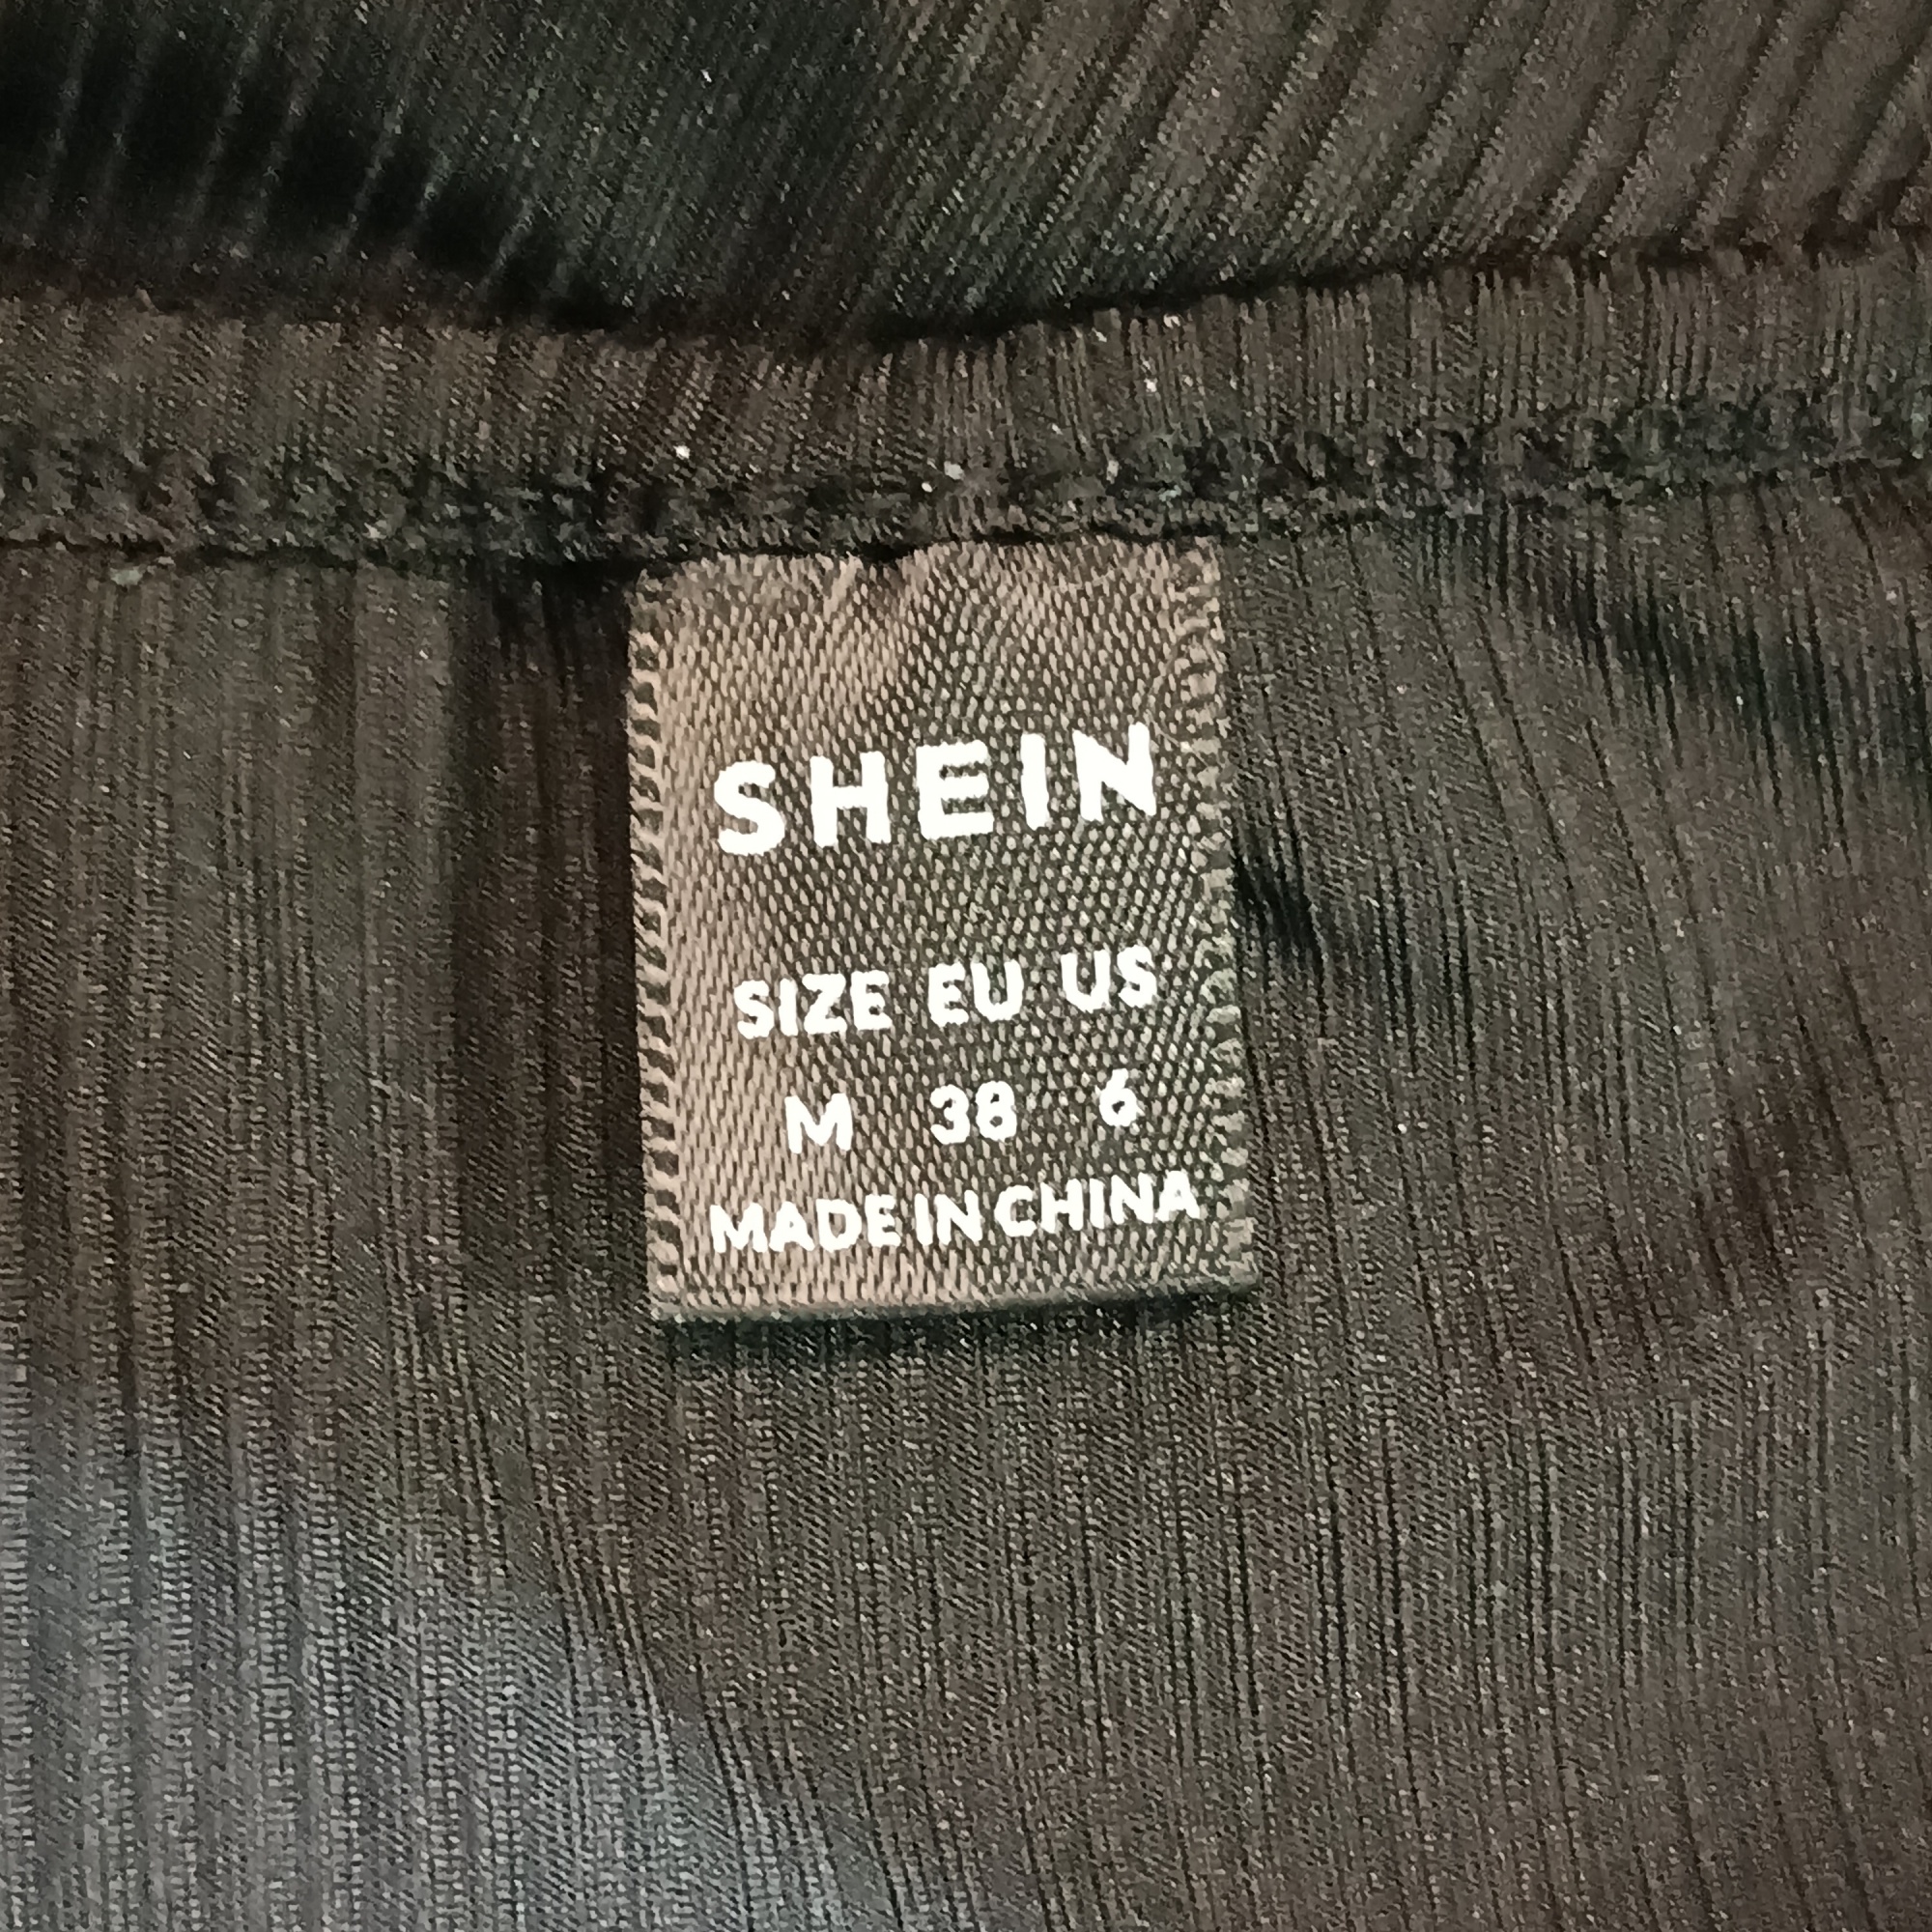 SHEIN
SIZE EU US
M 38 6
MADE IN CHINA